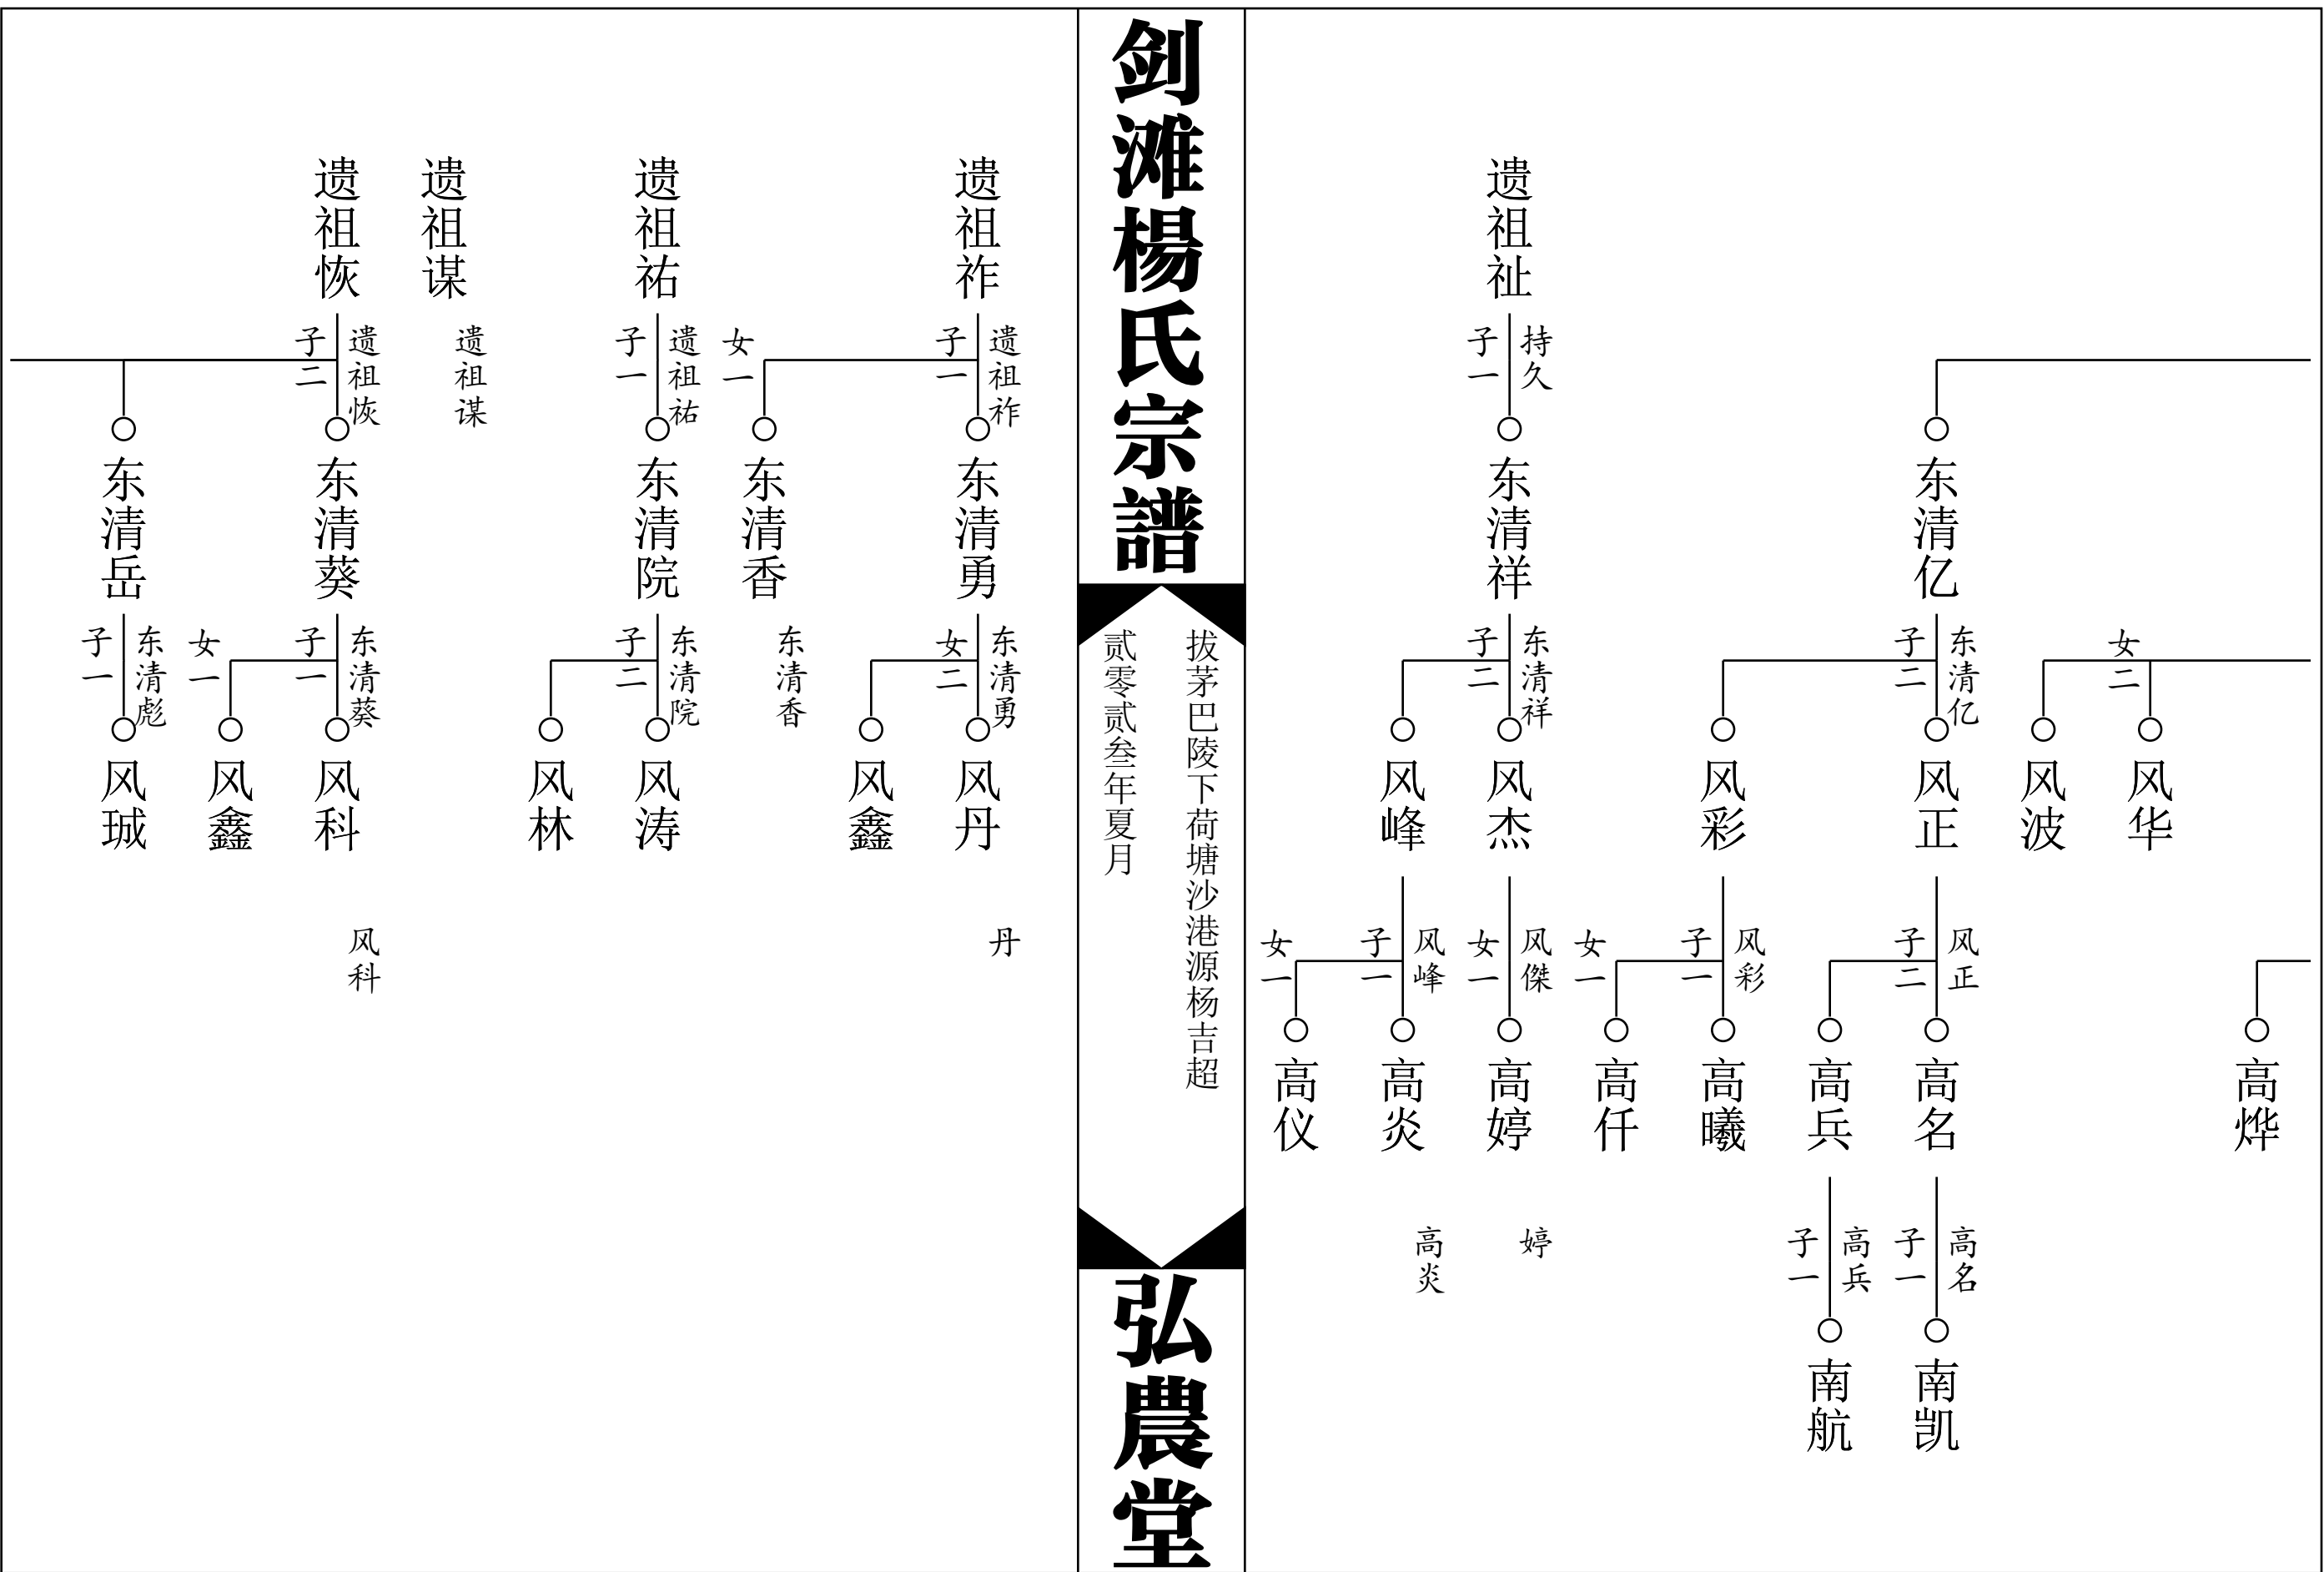 剑滩楊氏宗譜
拔茅巴陵下荷塘沙港源杨吉超
贰零贰叁年夏月
弘農堂
东清亿
遗祖祉
持久
子一
东清祥
女二
东清亿
子二
东清祥
子二
风华
风波
风正
风彩
风杰
风峰
风正
子二
风彩
子一
女一
风傑
女一
风峰
子一
女一
高烨
高名
高兵
高曦
高仟
高婷
高炎
高仪
高名
子一
高兵
子一
婷
高炎
南凯
南航
遗祖祚
遗祖祐
遗祖谋
遗祖恢
遗祖祚
子一
女一
遗祖祐
子一
遗祖谋
遗祖恢
子二
东清勇
东清香
东清院
东清葵
东清岳
东清勇
女二
东清香
东清院
子二
东清葵
子一
女一
东清彪
子一
风丹
风鑫
风涛
风林
风科
风鑫
风珹
丹
风科